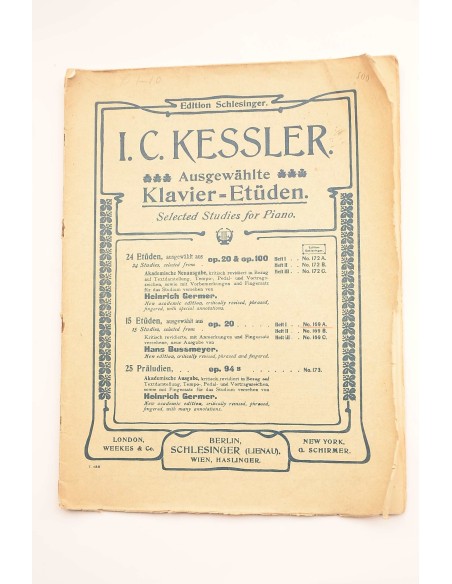 Edition Schlesinger.
I. C. KESSLER.
Ausgewählte
Klavier=Etüden.
Selected Studies for Piano.
24 Etüden, ausgewählt aus op. 20 & op. 100 Heft I . . No. 172 A.
24 Studies, selected from Heft II . . No. 172 B.
Heft III . . No. 172 C.
Akademische Neuausgabe, kritisch revidiert in Bezug
auf Textdarstellung, Tempo-, Pedal- und Vortrags-
zeichen, sowie mit Vorbemerkungen und Fingersatz
für das Studium versehen von
Heinrich Germer.
New academic edition, critically revised, phrased,
fingered, with special annotations.
15 Etüden, ausgewählt aus op. 20 . . Heft I . . No. 169 A.
15 Studies, selected from Heft II . . No. 169 B.
Heft III . . No. 169 C.
Kritisch revidierte, mit Anmerkungen und Fingersatz
versehene, neue Ausgabe von
Hans Bussmeyer.
New edition, critically revised, phrased and fingered.
25 Präludien, . . . . op. 94 . . . . . . . No. 173.
Akademische Ausgabe, kritisch revidiert in Bezug auf
Textdarstellung, Tempo-, Pedal- und Vortragszeichen,
sowie mit Fingersatz für das Studium versehen von
Heinrich Germer.
New academic edition, critically revised, phrased,
fingered, with many annotations.
LONDON,
WEEKES & Co.
BERLIN,
SCHLESINGER (LIENAU).
WIEN, HASLINGER.
NEW YORK,
G. SCHIRMER.